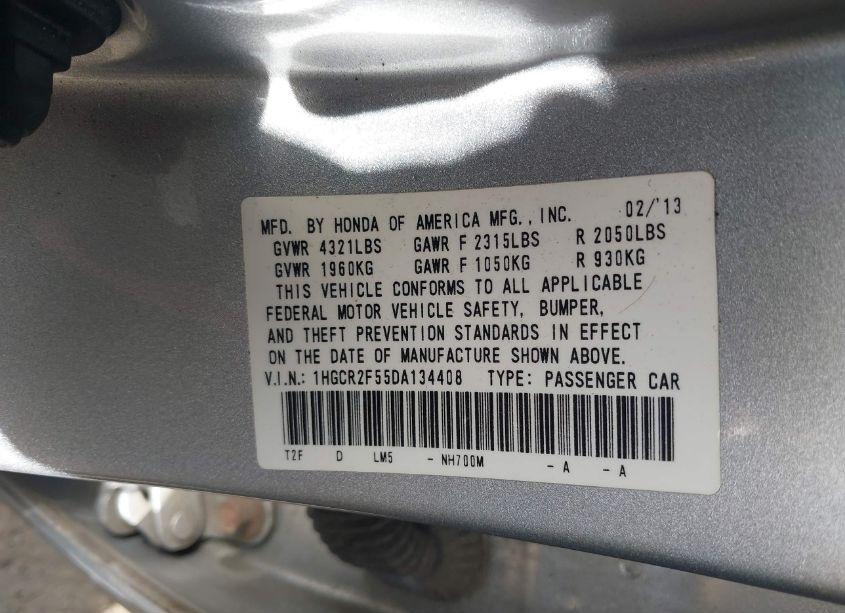 MFD. BY HONDA OF AMERICA MFG., INC. 02/'13
GVWR 4321LBS GAWR F 2315LBS R 2050LBS
GVWR 1960KG GAWR F 1050KG R 930KG
THIS VEHICLE CONFORMS TO ALL APPLICABLE
FEDERAL MOTOR VEHICLE SAFETY, BUMPER,
AND THEFT PREVENTION STANDARDS IN EFFECT
ON THE DATE OF MANUFACTURE SHOWN ABOVE.
V.I.N.: 1HGCR2F55DA134408 TYPE: PASSENGER CAR
T2F D LM5 - NH700M - A - A